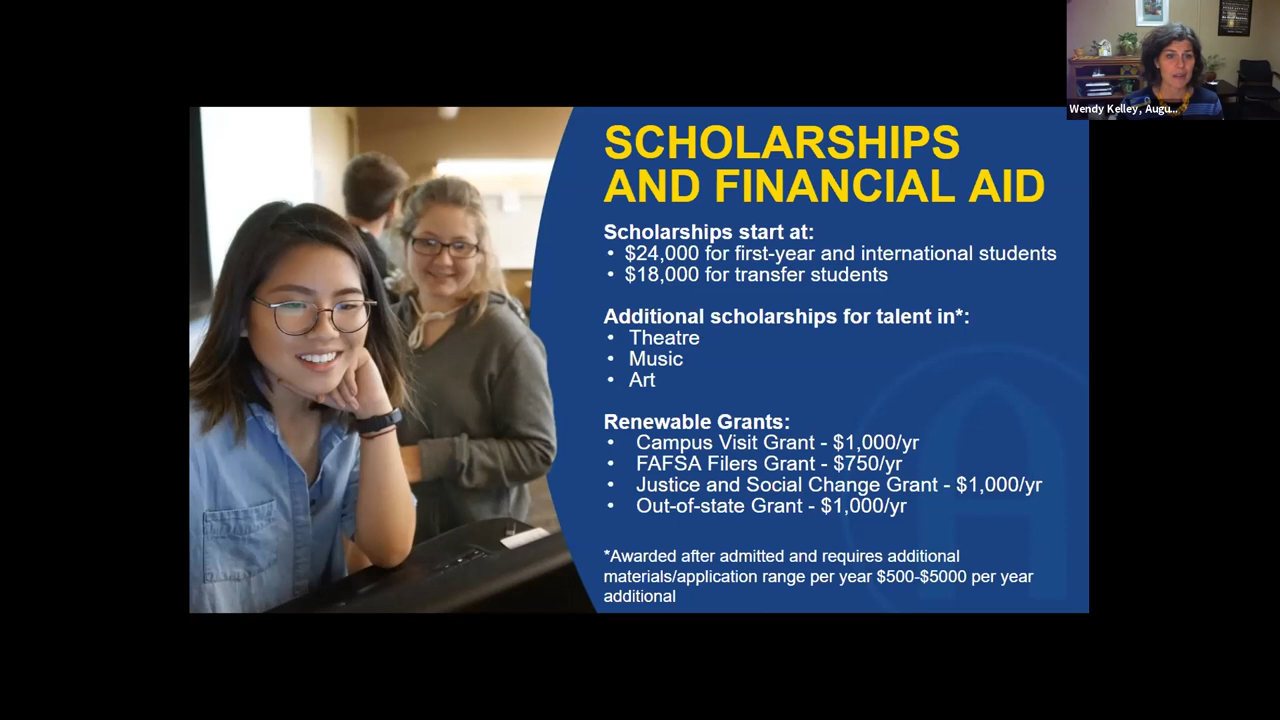 Wendy Kelley, Augu...
SCHOLARSHIPS
AND FINANCIAL AID
Scholarships start at:
• $24,000 for first-year and international students
• $18,000 for transfer students
Additional scholarships for talent in*:
• Theatre
• Music
• Art
Renewable Grants:
• Campus Visit Grant - $1,000/yr
• FAFSA Filers Grant - $750/yr
• Justice and Social Change Grant - $1,000/yr
• Out-of-state Grant - $1,000/yr
*Awarded after admitted and requires additional
materials/application range per year $500-$5000 per year
additional